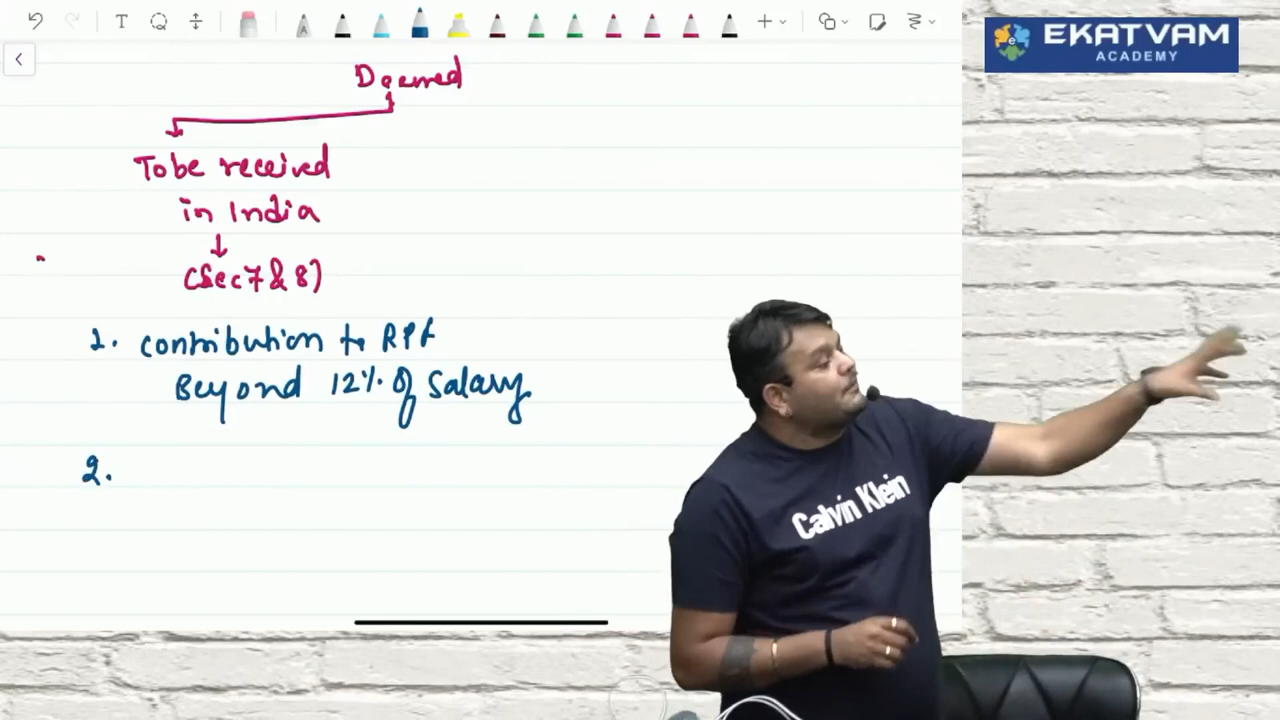 EKATVAM
ACADEMY
Deemed
To be received
in India
(Sec 7 & 8)
1. Contribution to RPF
Beyond 12% of Salary
2.
Calvin Klein